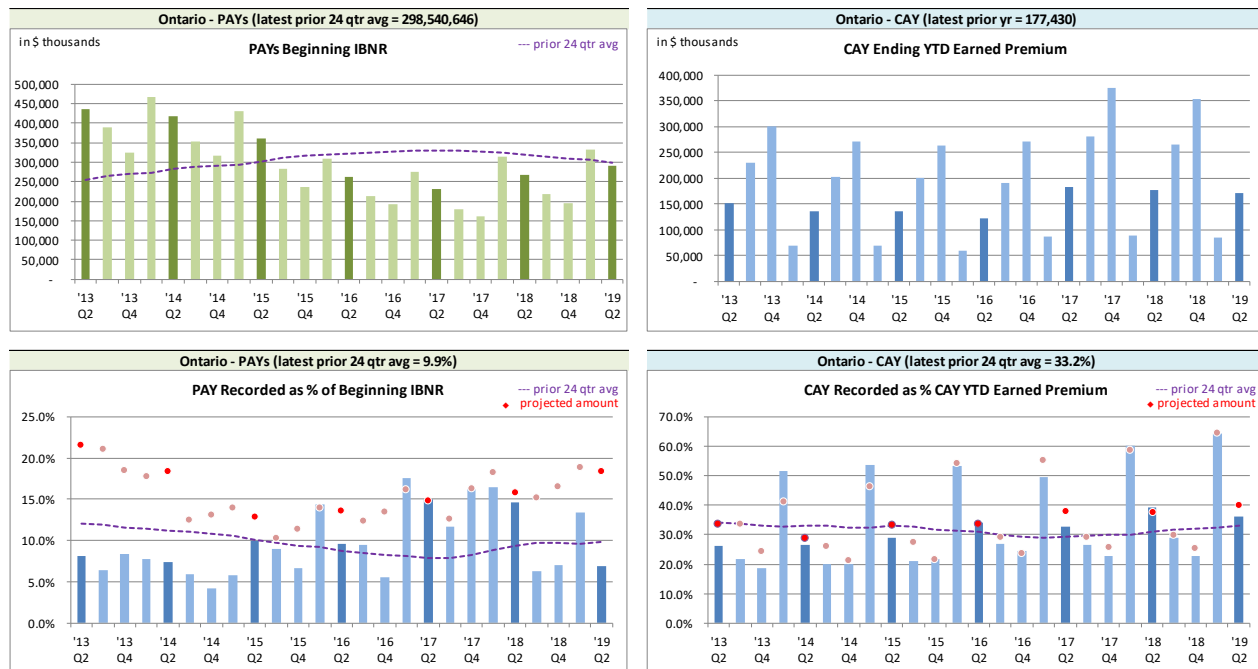 Ontario - PAYs (latest prior 24 qtr avg = 298,540,646)
in $ thousands
PAYs Beginning IBNR
--- prior 24 qtr avg
500,000
450,000
400,000
350,000
300,000
250,000
200,000
150,000
100,000
50,000
-
'13 '13 '14 '14 '15 '15 '16 '16 '17 '17 '18 '18 '19
Q2 Q4 Q2 Q4 Q2 Q4 Q2 Q4 Q2 Q4 Q2 Q4 Q2
Ontario - CAY (latest prior yr = 177,430)
in $ thousands
CAY Ending YTD Earned Premium
400,000
350,000
300,000
250,000
200,000
150,000
100,000
50,000
-
'13 '13 '14 '14 '15 '15 '16 '16 '17 '17 '18 '18 '19
Q2 Q4 Q2 Q4 Q2 Q4 Q2 Q4 Q2 Q4 Q2 Q4 Q2
Ontario - PAYs (latest prior 24 qtr avg = 9.9%)
PAY Recorded as % of Beginning IBNR
--- prior 24 qtr avg
projected amount
25.0%
20.0%
15.0%
10.0%
5.0%
0.0%
'13 '13 '14 '14 '15 '15 '16 '16 '17 '17 '18 '18 '19
Q2 Q4 Q2 Q4 Q2 Q4 Q2 Q4 Q2 Q4 Q2 Q4 Q2
Ontario - CAY (latest prior 24 qtr avg = 33.2%)
CAY Recorded as % CAY YTD Earned Premium
--- prior 24 qtr avg
projected amount
70.0%
60.0%
50.0%
40.0%
30.0%
20.0%
10.0%
0.0%
'13 '13 '14 '14 '15 '15 '16 '16 '17 '17 '18 '18 '19
Q2 Q4 Q2 Q4 Q2 Q4 Q2 Q4 Q2 Q4 Q2 Q4 Q2